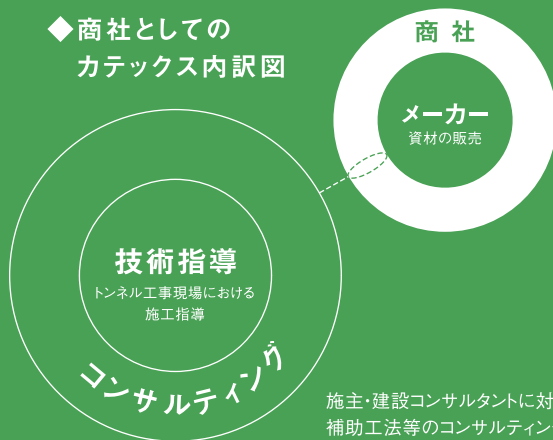 ◆商社としての
カテックス内訳図
商社
メーカー
資材の販売
技術指導
トンネル工事現場における
施工指導
コンサルティング
施主・建設コンサルタントに対
補助工法等のコンサルティン